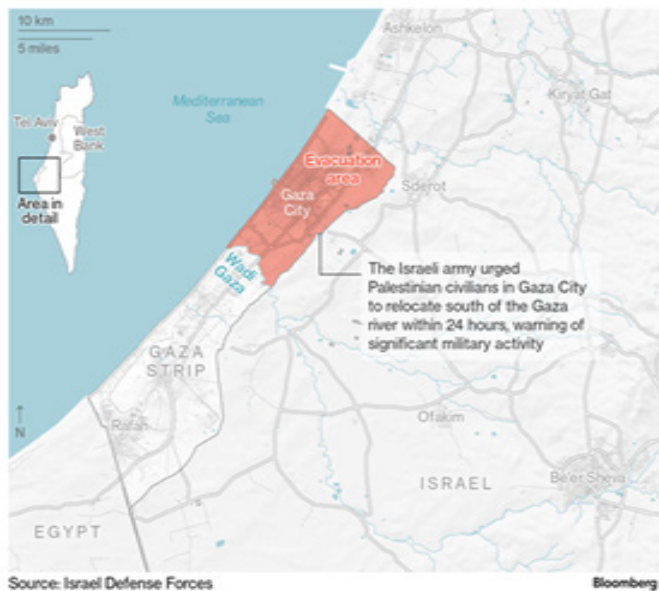 10 km
5 miles
Ashkelon
Mediterranean
Sea
Kiryat Gat
Tel Aviv
West
Bank
Evacuation
area
Area in
detail
Gaza
City
Sderot
Wadi
Gaza
The Israeli army urged
Palestinian civilians in Gaza City
to relocate south of the Gaza
river within 24 hours, warning of
significant military activity
GAZA
STRIP
N
Rafah
Ofakim
ISRAEL
Be'er Sheva
EGYPT
Source: Israel Defense Forces
Bloomberg